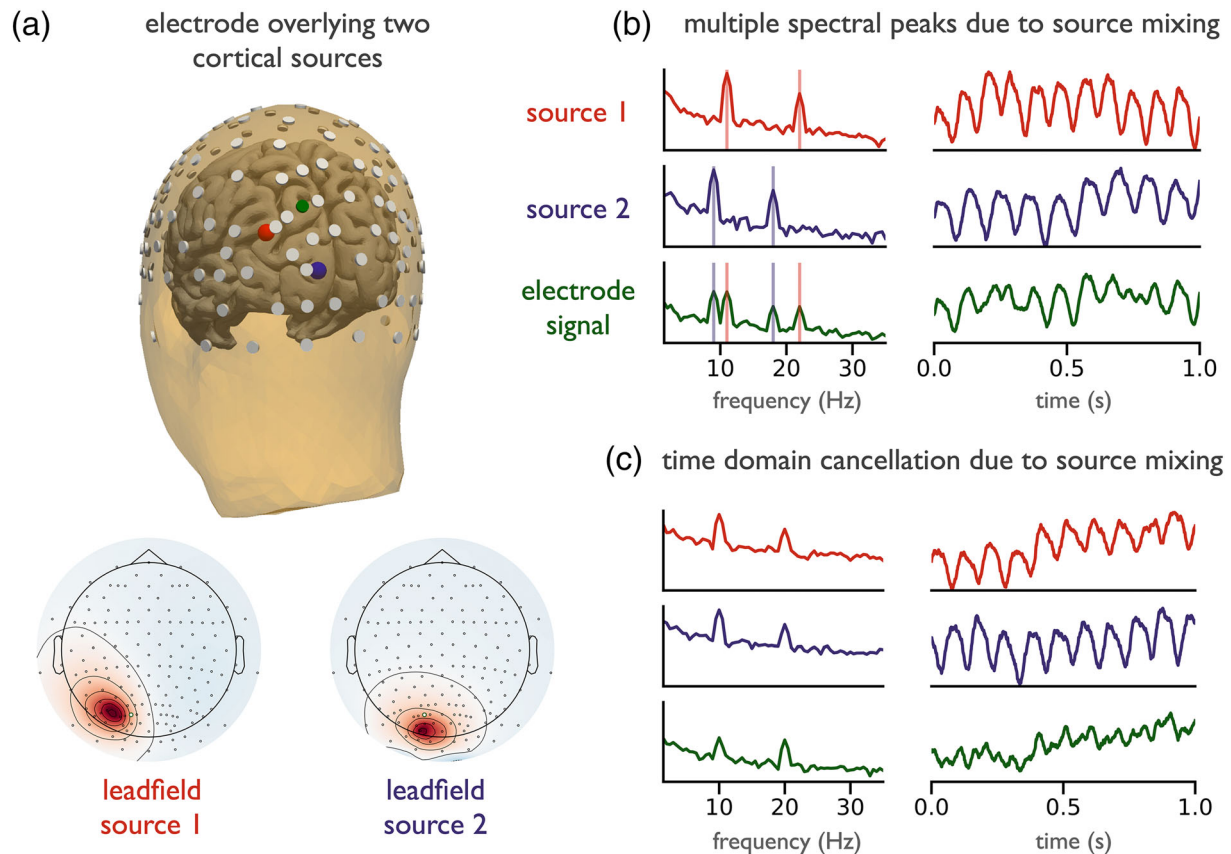 (a)
electrode overlying two
cortical sources
leadfield
source 1
leadfield
source 2
(b) multiple spectral peaks due to source mixing
source 1
source 2
electrode
signal
10 20 30
frequency (Hz)
0.0 0.5 1.0
time (s)
(c) time domain cancellation due to source mixing
10 20 30
frequency (Hz)
0.0 0.5 1.0
time (s)